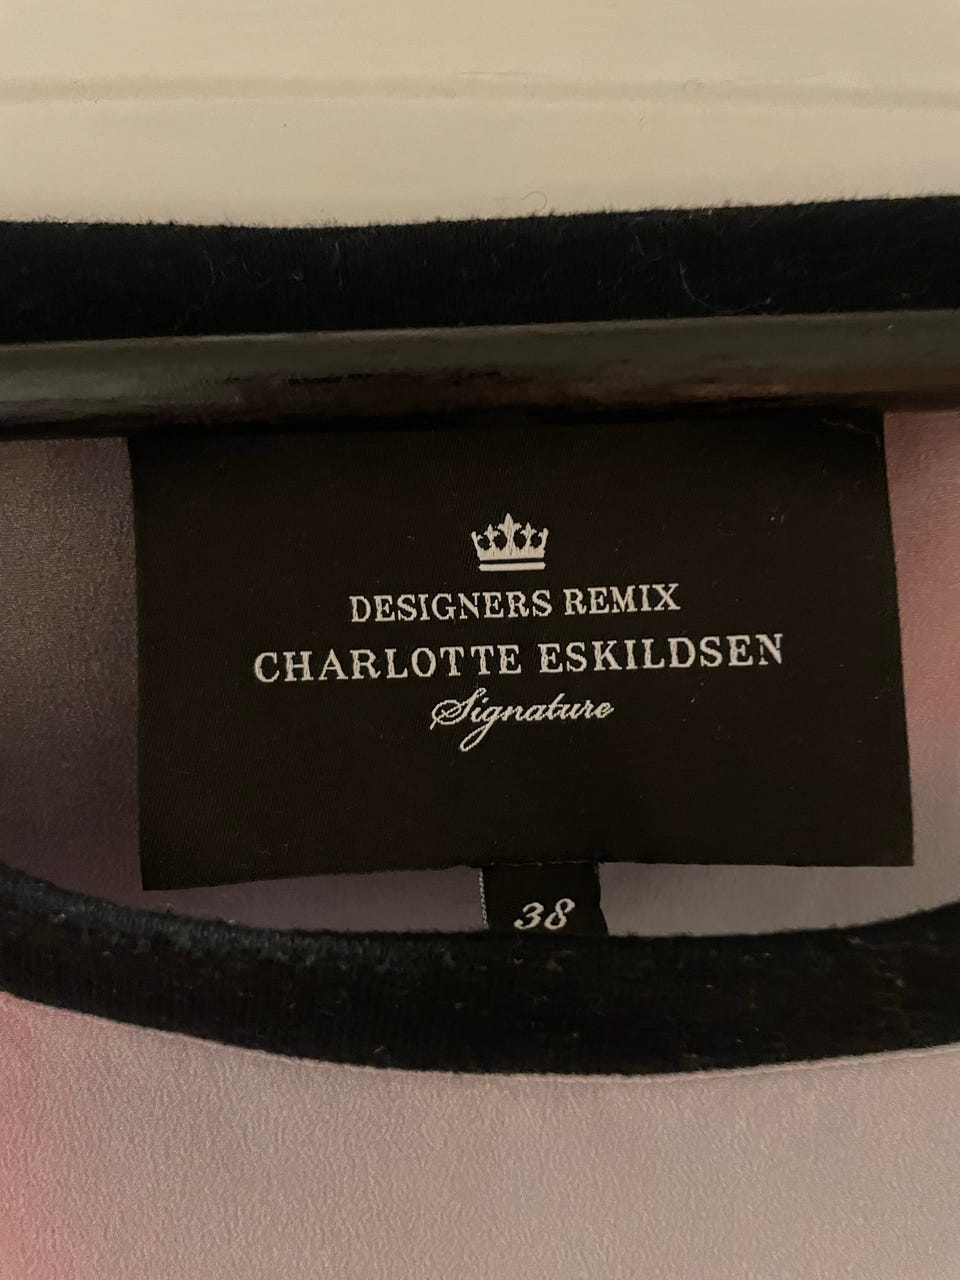 DESIGNERS REMIX
CHARLOTTE ESKILDSEN
Signature
38